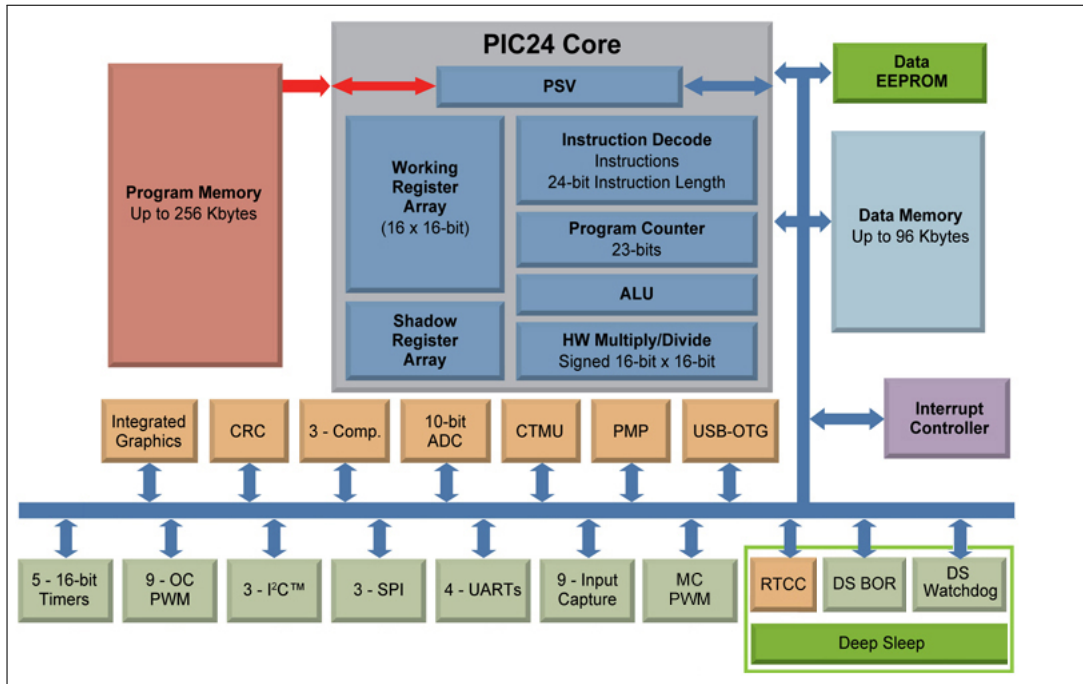 PIC24 Core
Program Memory
Up to 256 Kbytes
PSV
Working
Register
Array
(16 x 16-bit)
Shadow
Register
Array
Instruction Decode
Instructions
24-bit Instruction Length
Program Counter
23-bits
ALU
HW Multiply/Divide
Signed 16-bit x 16-bit
Data
EEPROM
Data Memory
Up to 96 Kbytes
Interrupt
Controller
Integrated
Graphics
CRC
3 - Comp.
10-bit
ADC
CTMU
PMP
USB-OTG
5 - 16-bit
Timers
9 - OC
PWM
3 - I²C™
3 - SPI
4 - UARTs
9 - Input
Capture
MC
PWM
RTCC
DS BOR
DS
Watchdog
Deep Sleep